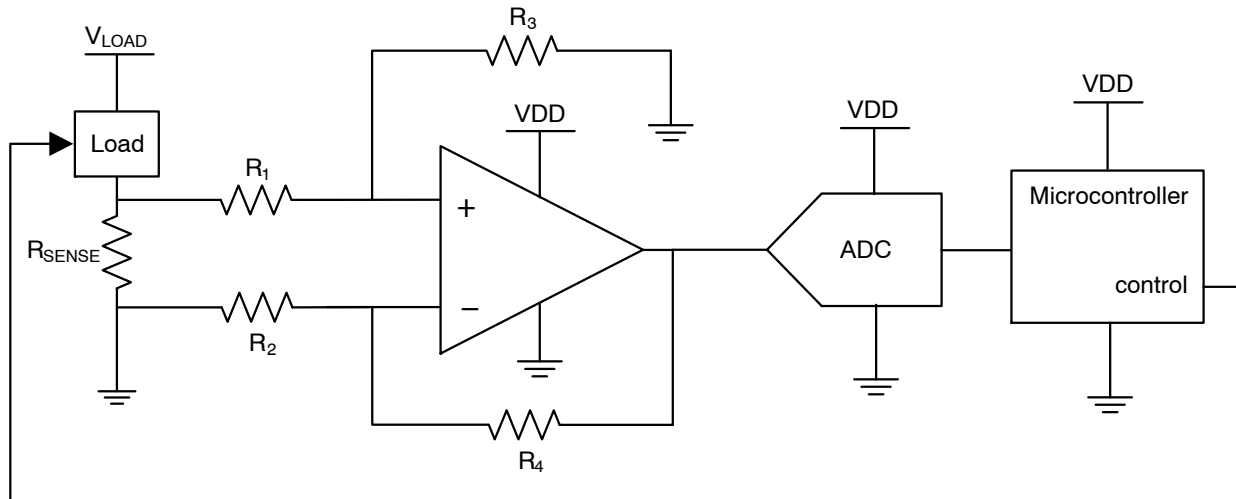 R3
VLOAD
VDD
VDD
VDD
Load
R1
+
Microcontroller
RSENSE
ADC
control
−
R2
R4